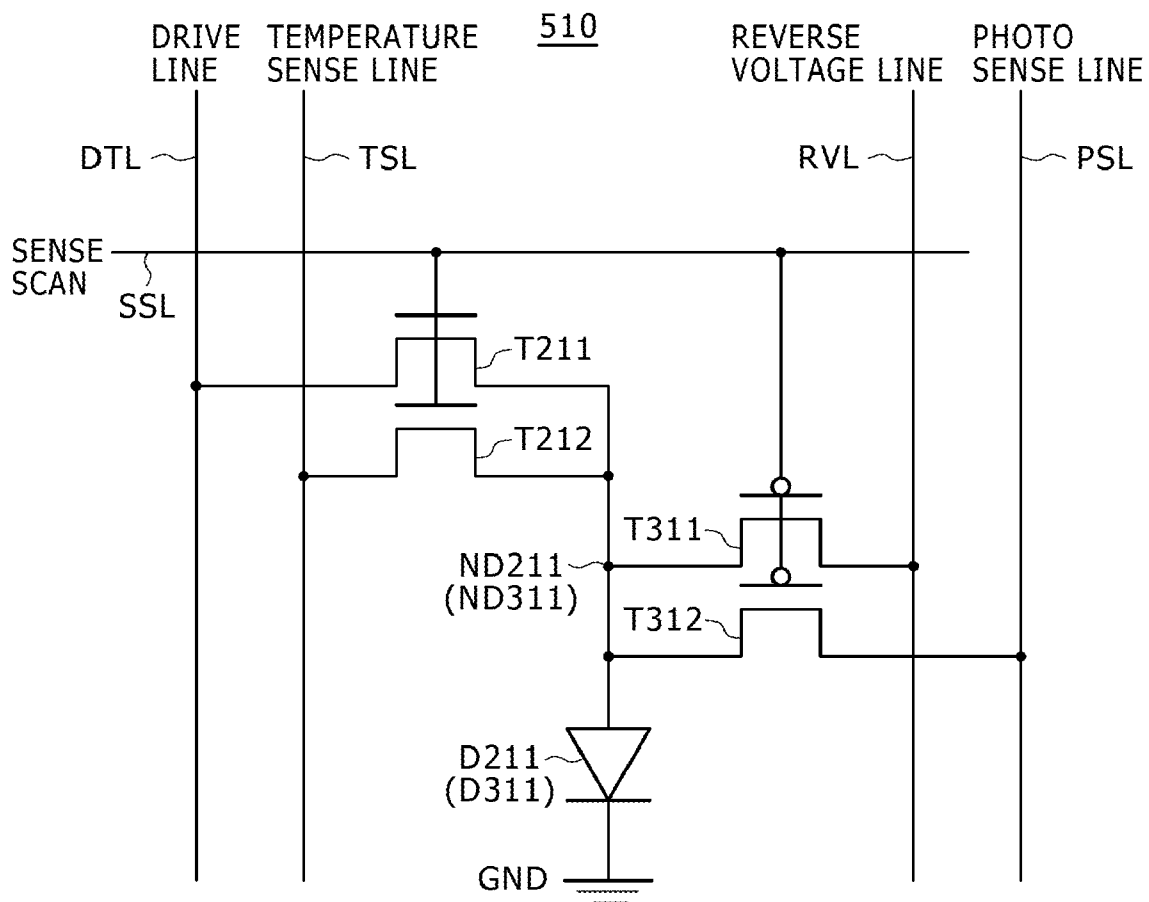 510
DRIVE
LINE
TEMPERATURE
SENSE LINE
REVERSE
VOLTAGE LINE
PHOTO
SENSE LINE
DTL
TSL
RVL
PSL
SENSE
SCAN
SSL
T211
T212
T311
ND211
(ND311)
T312
D211
(D311)
GND